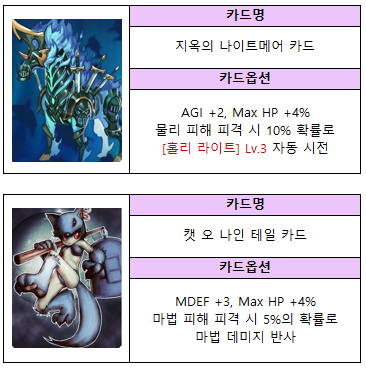 카드명
지옥의 나이트메어 카드
카드옵션
AGI +2, Max HP +4%
물리 피해 피격 시 10% 확률로
[홀리 라이트] Lv.3 자동 시전
카드명
캣 오 나인 테일 카드
카드옵션
MDEF +3, Max HP +4%
마법 피해 피격 시 5%의 확률로
마법 데미지 반사